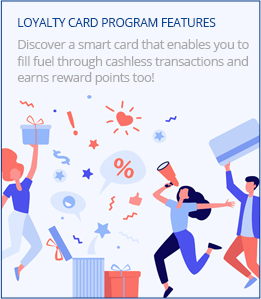 LOYALTY CARD PROGRAM FEATURES
Discover a smart card that enables you to
fill fuel through cashless transactions and
earns reward points too!
%